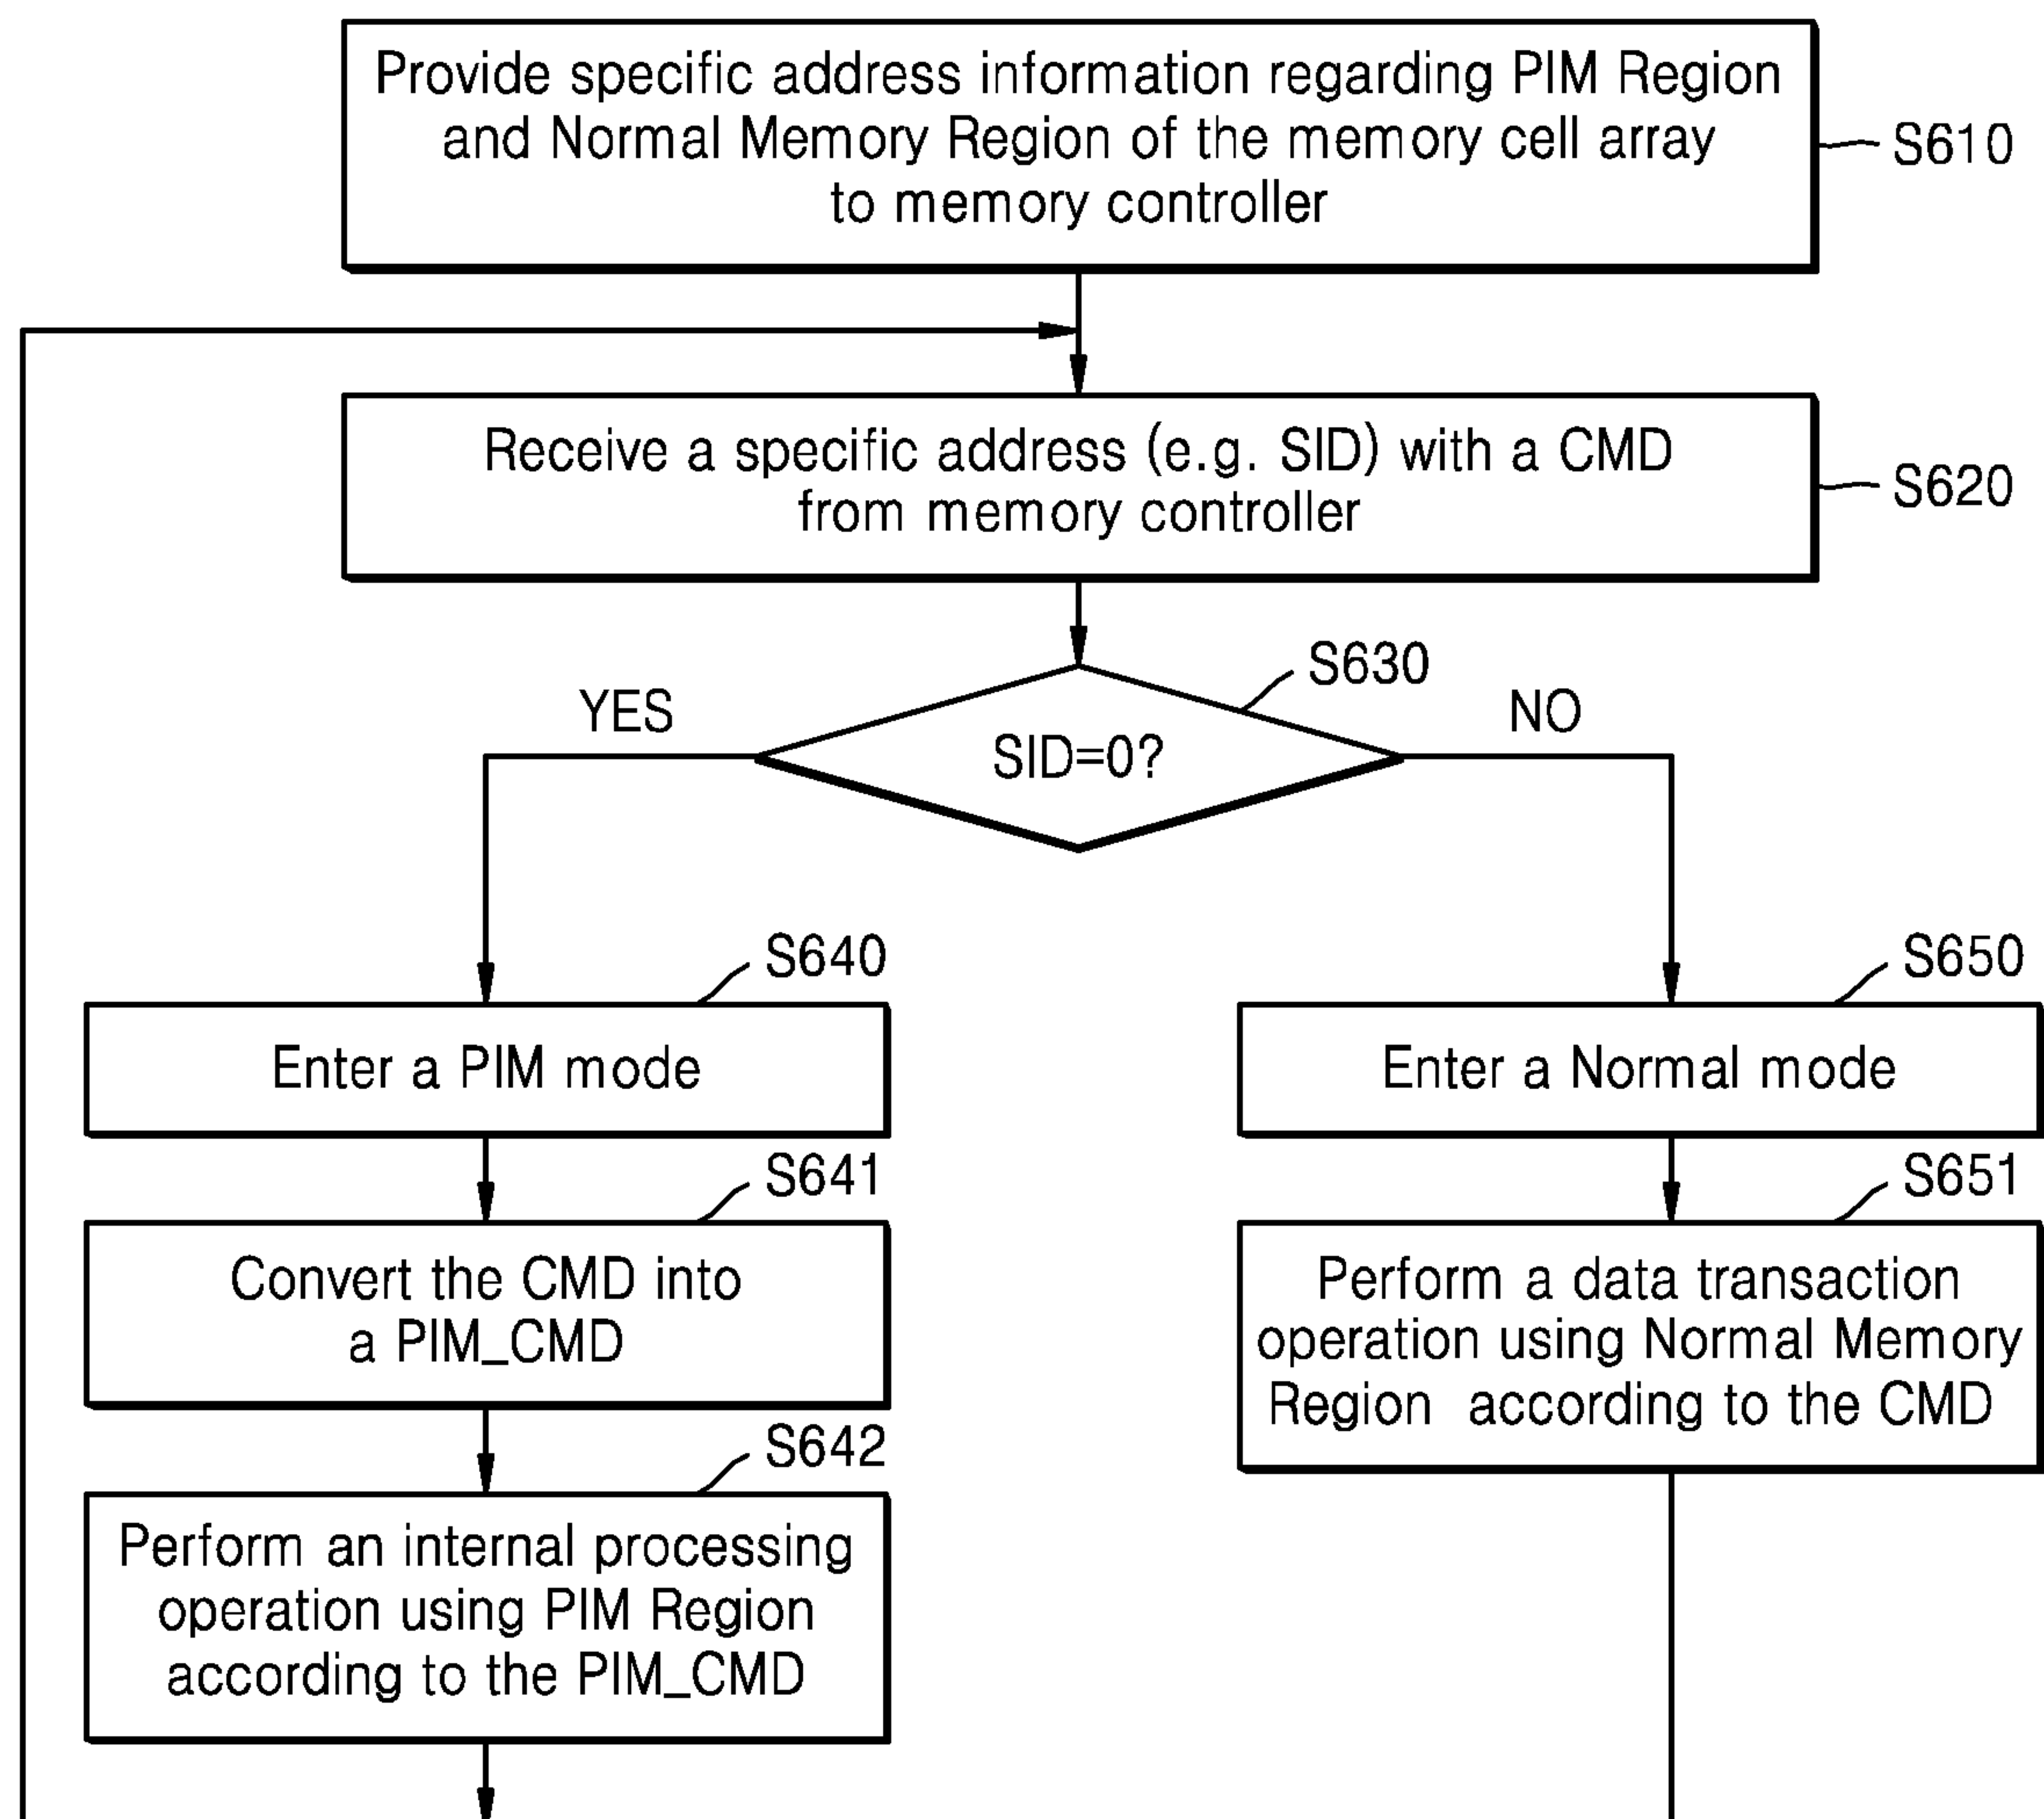 Provide specific address information regarding PIM Region
and Normal Memory Region of the memory cell array
to memory controller
S610
Receive a specific address (e.g. SID) with a CMD
from memory controller
S620
S630
YES
SID=0?
NO
S640
Enter a PIM mode
S650
Enter a Normal mode
S641
Convert the CMD into
a PIM_CMD
S651
Perform a data transaction
operation using Normal Memory
Region according to the CMD
S642
Perform an internal processing
operation using PIM Region
according to the PIM_CMD